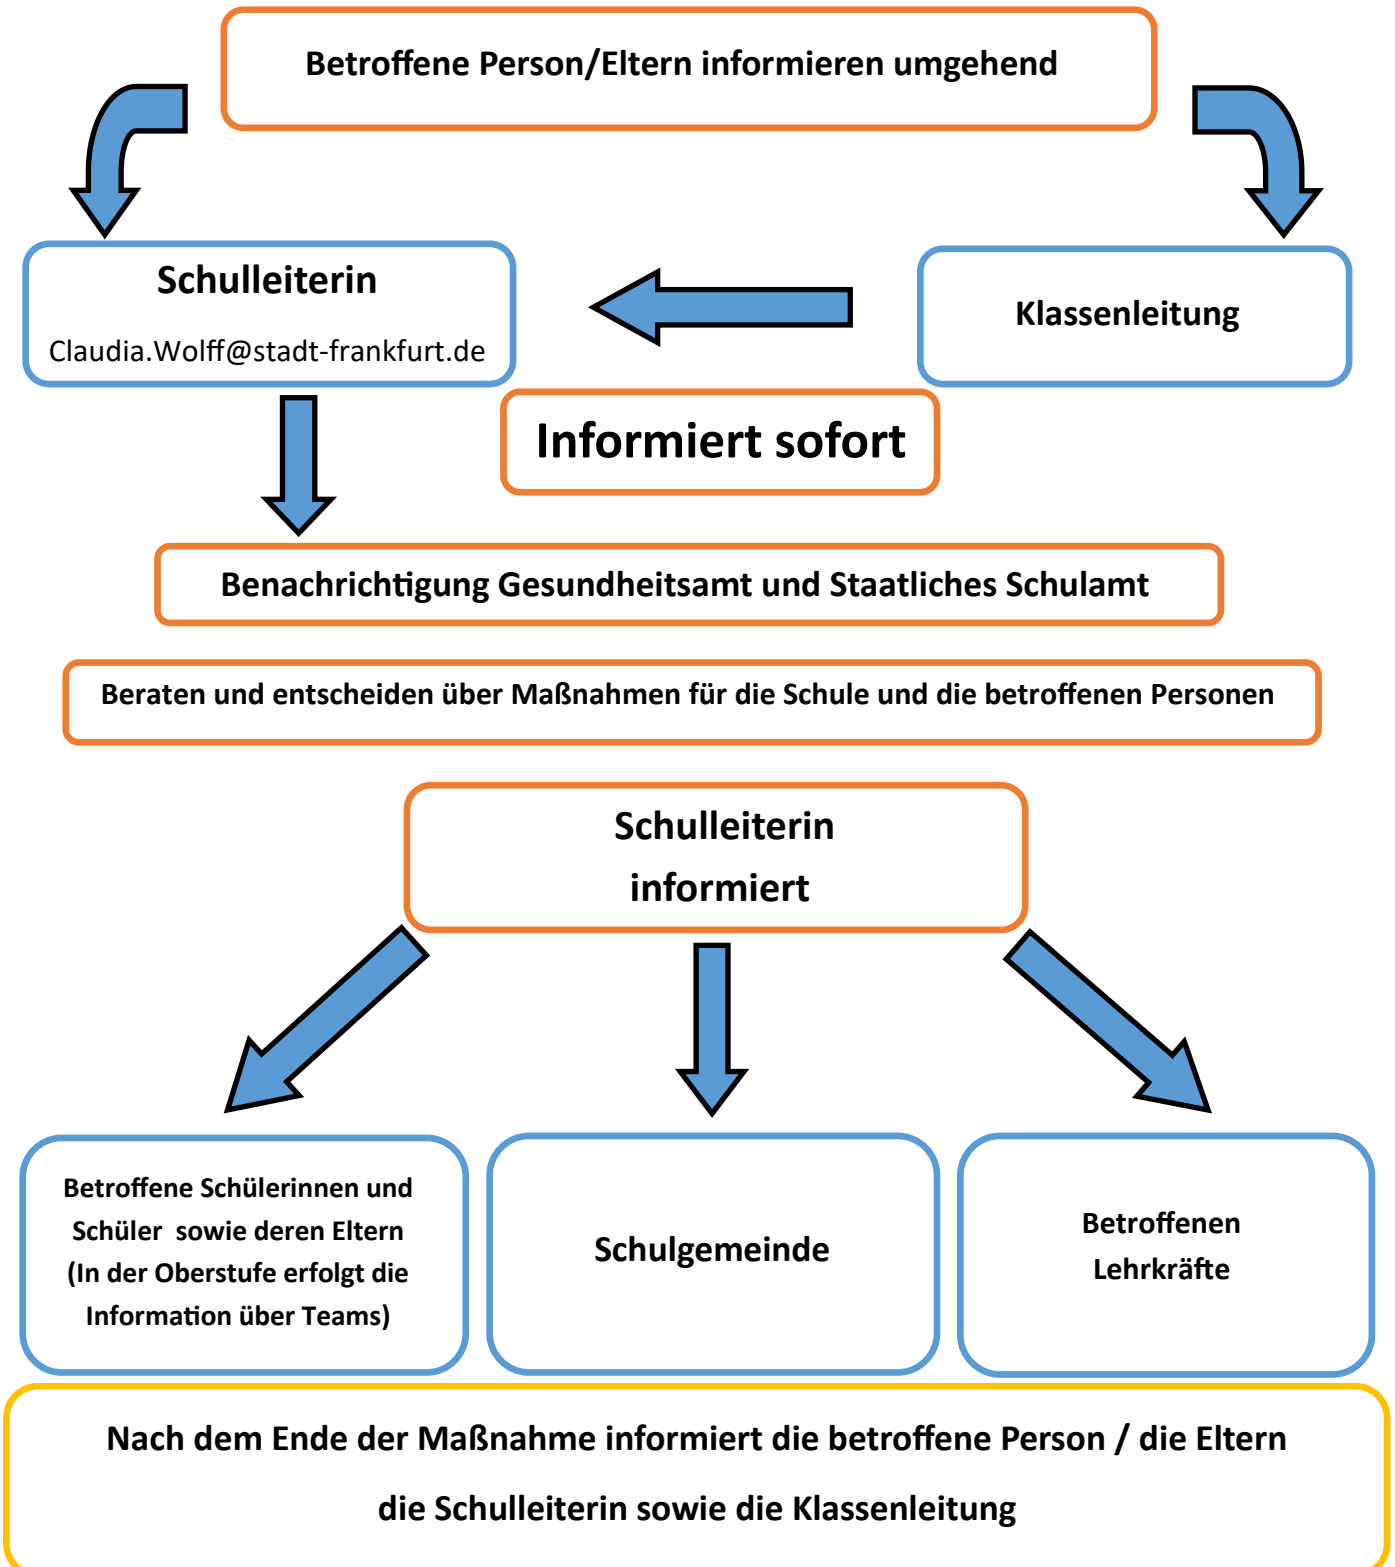 Betroffene Person/Eltern informieren umgehend
Schulleiterin
Claudia.Wolff@stadt-frankfurt.de
Klassenleitung
Informiert sofort
Benachrichtigung Gesundheitsamt und Staatliches Schulamt
Beraten und entscheiden über Maßnahmen für die Schule und die betroffenen Personen
Schulleiterin
informiert
Betroffene Schülerinnen und
Schüler sowie deren Eltern
(In der Oberstufe erfolgt die
Information über Teams)
Schulgemeinde
Betroffenen
Lehrkräfte
Nach dem Ende der Maßnahme informiert die betroffene Person / die Eltern
die Schulleiterin sowie die Klassenleitung